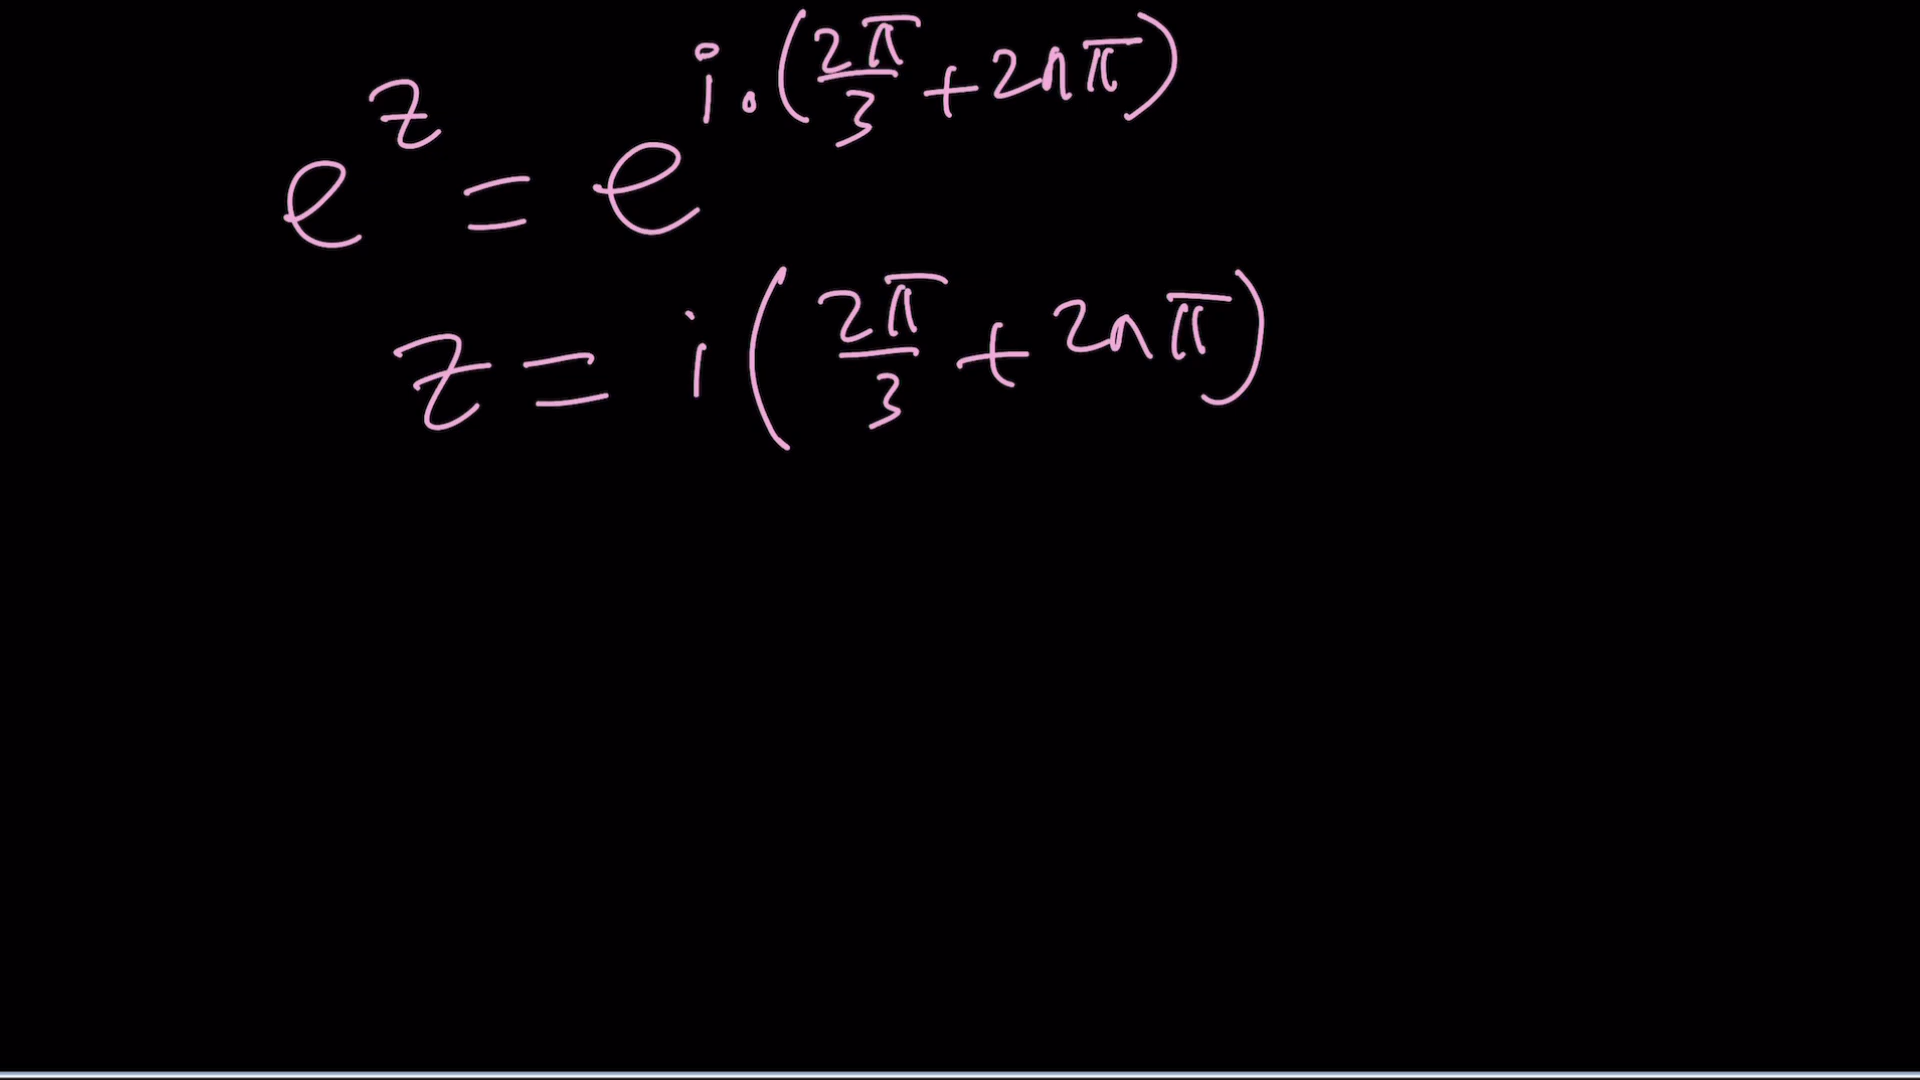 e^z = e^{i·(2π/3 + 2nπ)}
z = i(2π/3 + 2nπ)